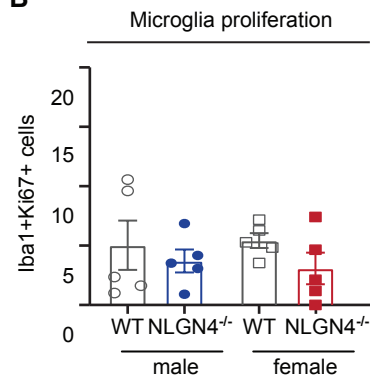 B
Microglia proliferation
Iba1+Ki67+ cells
20
15
10
5
0
WT NLGN4-/- WT NLGN4-/-
male female